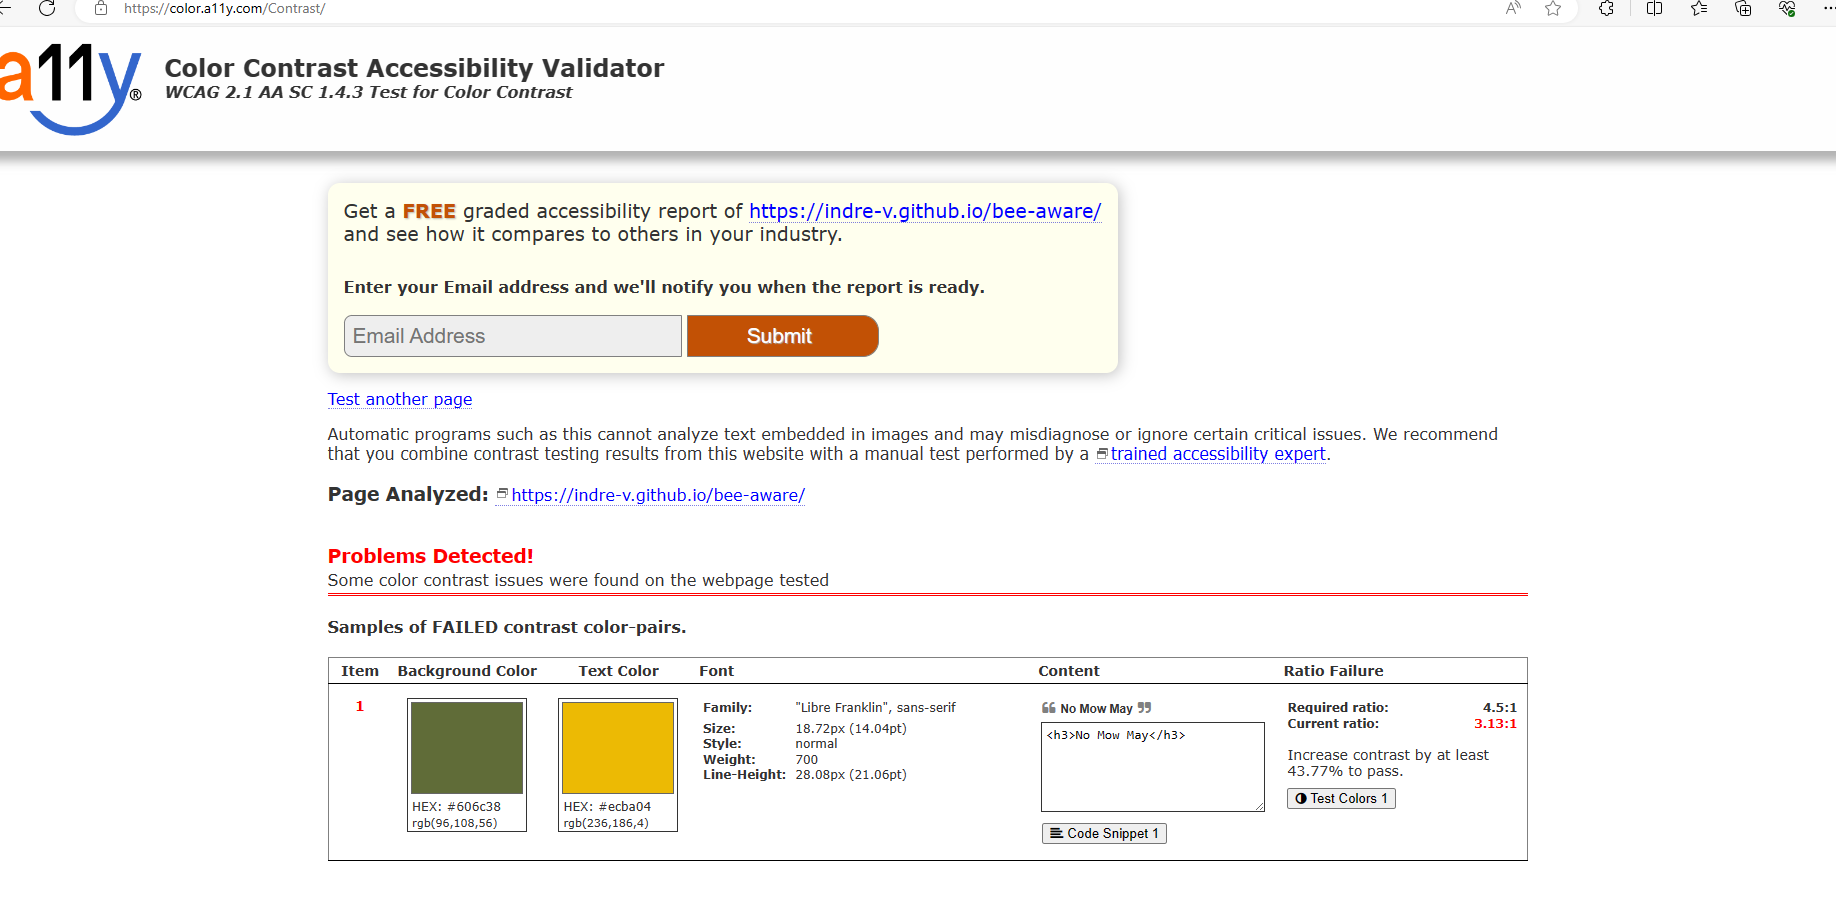 https://color.a11y.com/Contrast/
a11y®
Color Contrast Accessibility Validator
WCAG 2.1 AA SC 1.4.3 Test for Color Contrast
Get a FREE graded accessibility report of https://indre-v.github.io/bee-aware/
and see how it compares to others in your industry.
Enter your Email address and we'll notify you when the report is ready.
Email Address Submit
Test another page
Automatic programs such as this cannot analyze text embedded in images and may misdiagnose or ignore certain critical issues. We recommend
that you combine contrast testing results from this website with a manual test performed by a trained accessibility expert.
Page Analyzed: https://indre-v.github.io/bee-aware/
Problems Detected!
Some color contrast issues were found on the webpage tested
Samples of FAILED contrast color-pairs.
Item Background Color Text Color Font Content Ratio Failure
1
HEX: #606c38
rgb(96,108,56)
HEX: #ecba04
rgb(236,186,4)
Family: "Libre Franklin", sans-serif
Size: 18.72px (14.04pt)
Style: normal
Weight: 700
Line-Height: 28.08px (21.06pt)
❝ No Mow May ❞
<h3>No Mow May</h3>
Code Snippet 1
Required ratio: 4.5:1
Current ratio: 3.13:1
Increase contrast by at least
43.77% to pass.
Test Colors 1